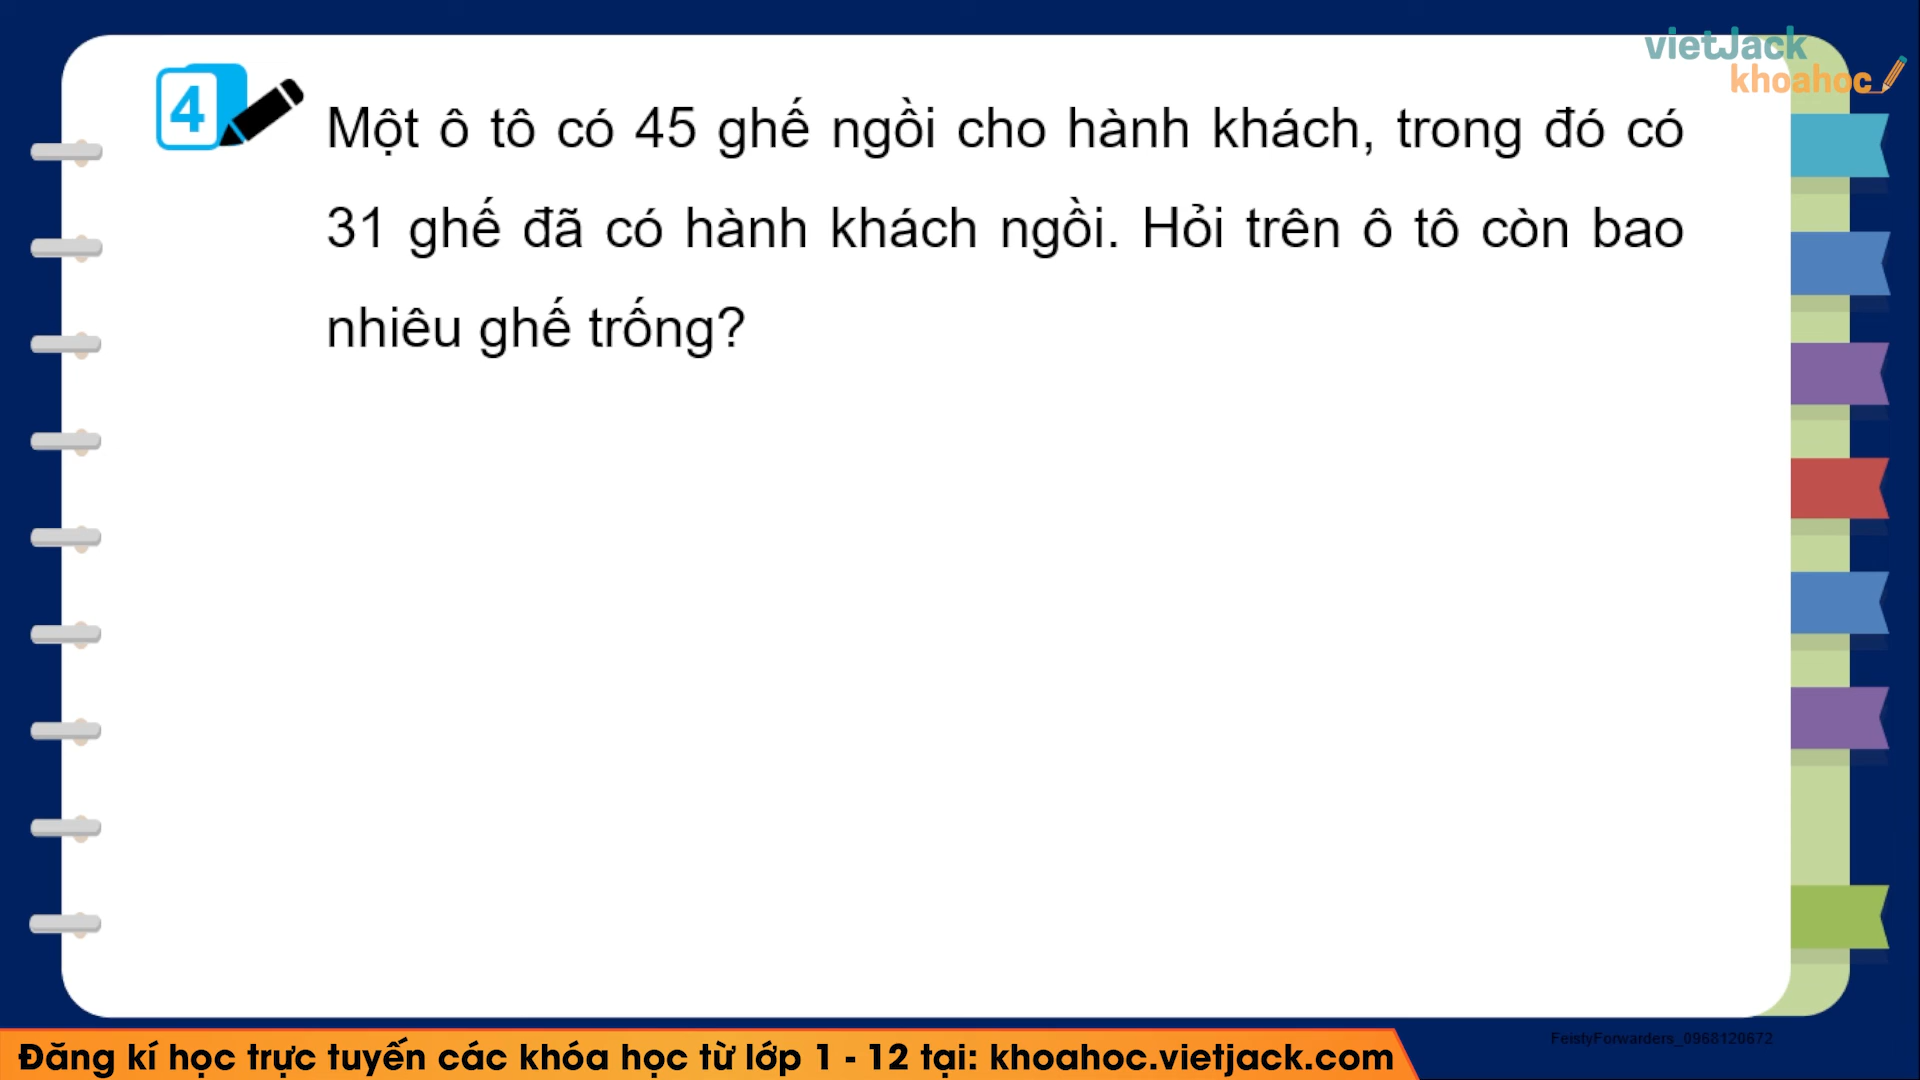 vietJack
khoahoc
4
Một ô tô có 45 ghế ngồi cho hành khách, trong đó có
31 ghế đã có hành khách ngồi. Hỏi trên ô tô còn bao
nhiêu ghế trống?
FeistyForwarders_0968120672
Đăng kí học trực tuyến các khóa học từ lớp 1 - 12 tại: khoahoc.vietjack.com